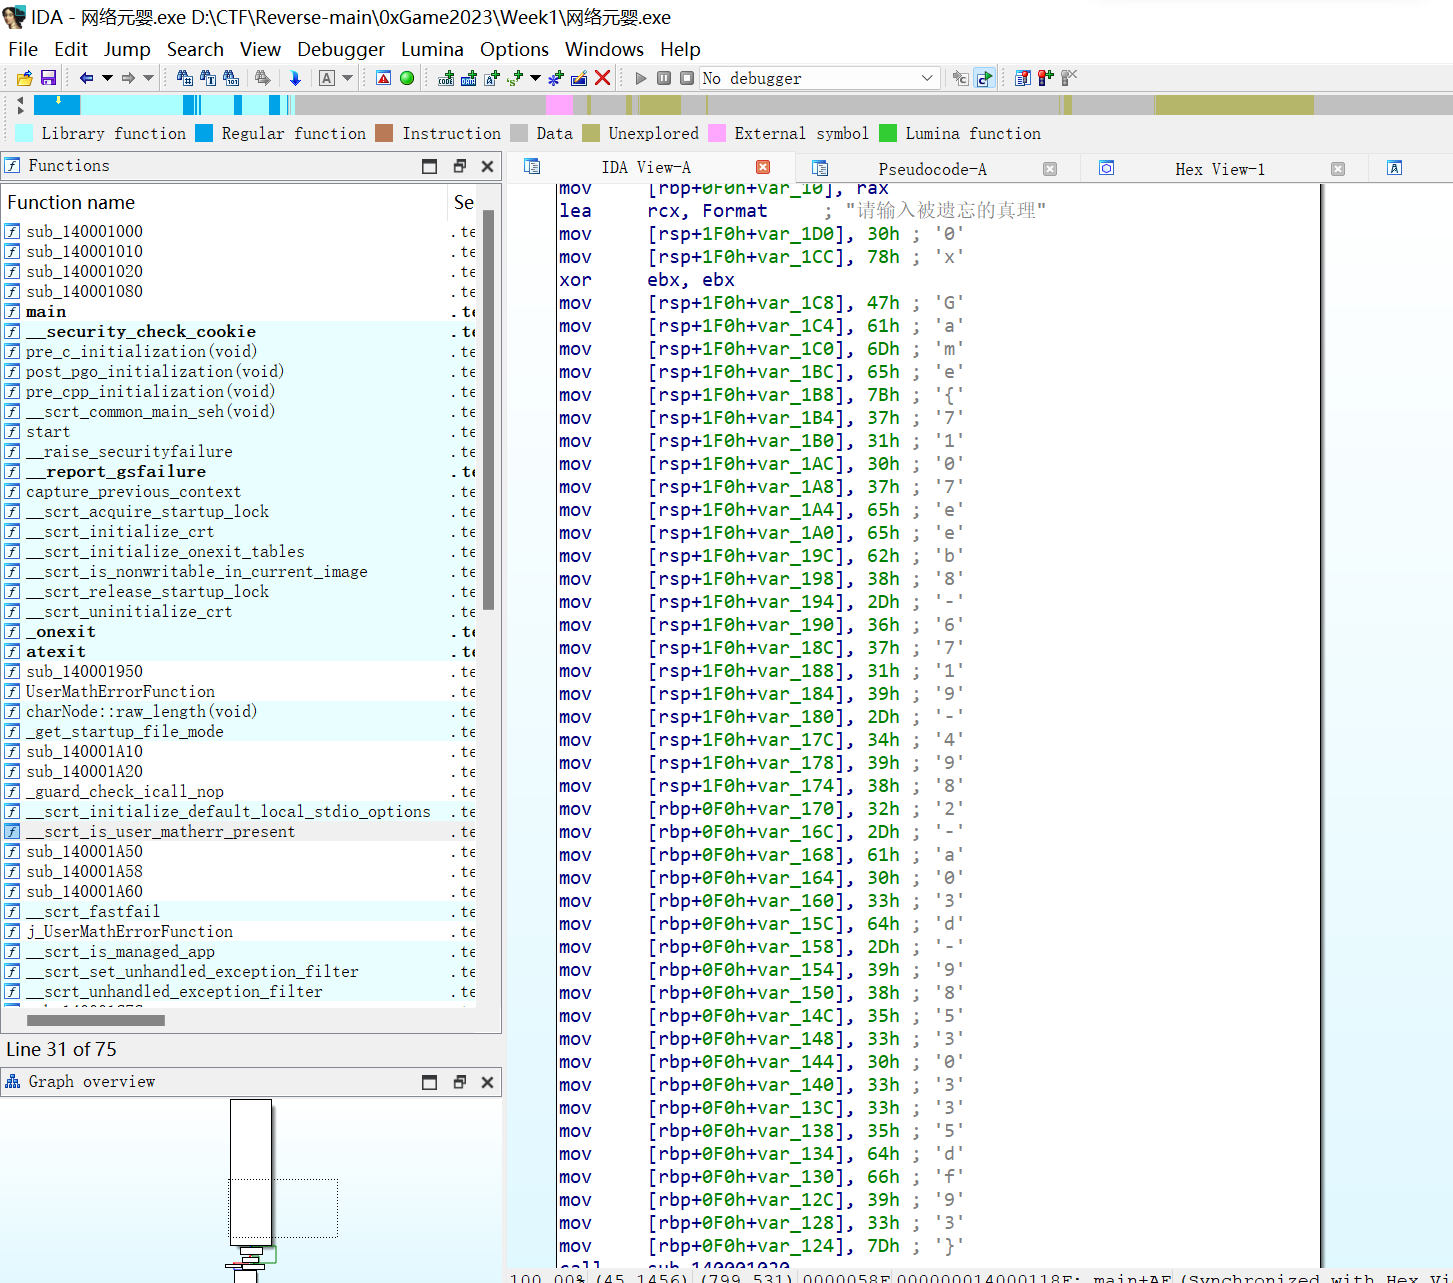 IDA - 网络元婴.exe D:\CTF\Reverse-main\0xGame2023\Week1\网络元婴.exe
File Edit Jump Search View Debugger Lumina Options Windows Help
No debugger
Library function Regular function Instruction Data Unexplored External symbol Lumina function
Functions
Function name Se
sub_140001000 .te
sub_140001010 .te
sub_140001020 .te
sub_140001080 .te
main .te
__security_check_cookie .te
pre_c_initialization(void) .te
post_pgo_initialization(void) .te
pre_cpp_initialization(void) .te
__scrt_common_main_seh(void) .te
start .te
__raise_securityfailure .te
__report_gsfailure .te
capture_previous_context .te
__scrt_acquire_startup_lock .te
__scrt_initialize_crt .te
__scrt_initialize_onexit_tables .te
__scrt_is_nonwritable_in_current_image .te
__scrt_release_startup_lock .te
__scrt_uninitialize_crt .te
_onexit .te
atexit .te
sub_140001950 .te
UserMathErrorFunction .te
charNode::raw_length(void) .te
_get_startup_file_mode .te
sub_140001A10 .te
sub_140001A20 .te
_guard_check_icall_nop .te
__scrt_initialize_default_local_stdio_options .te
__scrt_is_user_matherr_present .te
sub_140001A50 .te
sub_140001A58 .te
sub_140001A60 .te
__scrt_fastfail .te
j_UserMathErrorFunction .te
__scrt_is_managed_app .te
__scrt_set_unhandled_exception_filter .te
__scrt_unhandled_exception_filter .te
Line 31 of 75
Graph overview
IDA View-A Pseudocode-A Hex View-1
mov [rbp+0F0h+var_10], rax
lea rcx, Format ; "请输入被遗忘的真理"
mov [rsp+1F0h+var_1D0], 30h ; '0'
mov [rsp+1F0h+var_1CC], 78h ; 'x'
xor ebx, ebx
mov [rsp+1F0h+var_1C8], 47h ; 'G'
mov [rsp+1F0h+var_1C4], 61h ; 'a'
mov [rsp+1F0h+var_1C0], 6Dh ; 'm'
mov [rsp+1F0h+var_1BC], 65h ; 'e'
mov [rsp+1F0h+var_1B8], 7Bh ; '{'
mov [rsp+1F0h+var_1B4], 37h ; '7'
mov [rsp+1F0h+var_1B0], 31h ; '1'
mov [rsp+1F0h+var_1AC], 30h ; '0'
mov [rsp+1F0h+var_1A8], 37h ; '7'
mov [rsp+1F0h+var_1A4], 65h ; 'e'
mov [rsp+1F0h+var_1A0], 65h ; 'e'
mov [rsp+1F0h+var_19C], 62h ; 'b'
mov [rsp+1F0h+var_198], 38h ; '8'
mov [rsp+1F0h+var_194], 2Dh ; '-'
mov [rsp+1F0h+var_190], 36h ; '6'
mov [rsp+1F0h+var_18C], 37h ; '7'
mov [rsp+1F0h+var_188], 31h ; '1'
mov [rsp+1F0h+var_184], 39h ; '9'
mov [rsp+1F0h+var_180], 2Dh ; '-'
mov [rsp+1F0h+var_17C], 34h ; '4'
mov [rsp+1F0h+var_178], 39h ; '9'
mov [rsp+1F0h+var_174], 38h ; '8'
mov [rbp+0F0h+var_170], 32h ; '2'
mov [rbp+0F0h+var_16C], 2Dh ; '-'
mov [rbp+0F0h+var_168], 61h ; 'a'
mov [rbp+0F0h+var_164], 30h ; '0'
mov [rbp+0F0h+var_160], 33h ; '3'
mov [rbp+0F0h+var_15C], 64h ; 'd'
mov [rbp+0F0h+var_158], 2Dh ; '-'
mov [rbp+0F0h+var_154], 39h ; '9'
mov [rbp+0F0h+var_150], 38h ; '8'
mov [rbp+0F0h+var_14C], 35h ; '5'
mov [rbp+0F0h+var_148], 33h ; '3'
mov [rbp+0F0h+var_144], 30h ; '0'
mov [rbp+0F0h+var_140], 33h ; '3'
mov [rbp+0F0h+var_13C], 33h ; '3'
mov [rbp+0F0h+var_138], 35h ; '5'
mov [rbp+0F0h+var_134], 64h ; 'd'
mov [rbp+0F0h+var_130], 66h ; 'f'
mov [rbp+0F0h+var_12C], 39h ; '9'
mov [rbp+0F0h+var_128], 33h ; '3'
mov [rbp+0F0h+var_124], 7Dh ; '}'
call sub_140001020
100.00% (45,1456) (799,531) 0000058F 000000014000118F: main+AF (Synchronized with Hex Vi